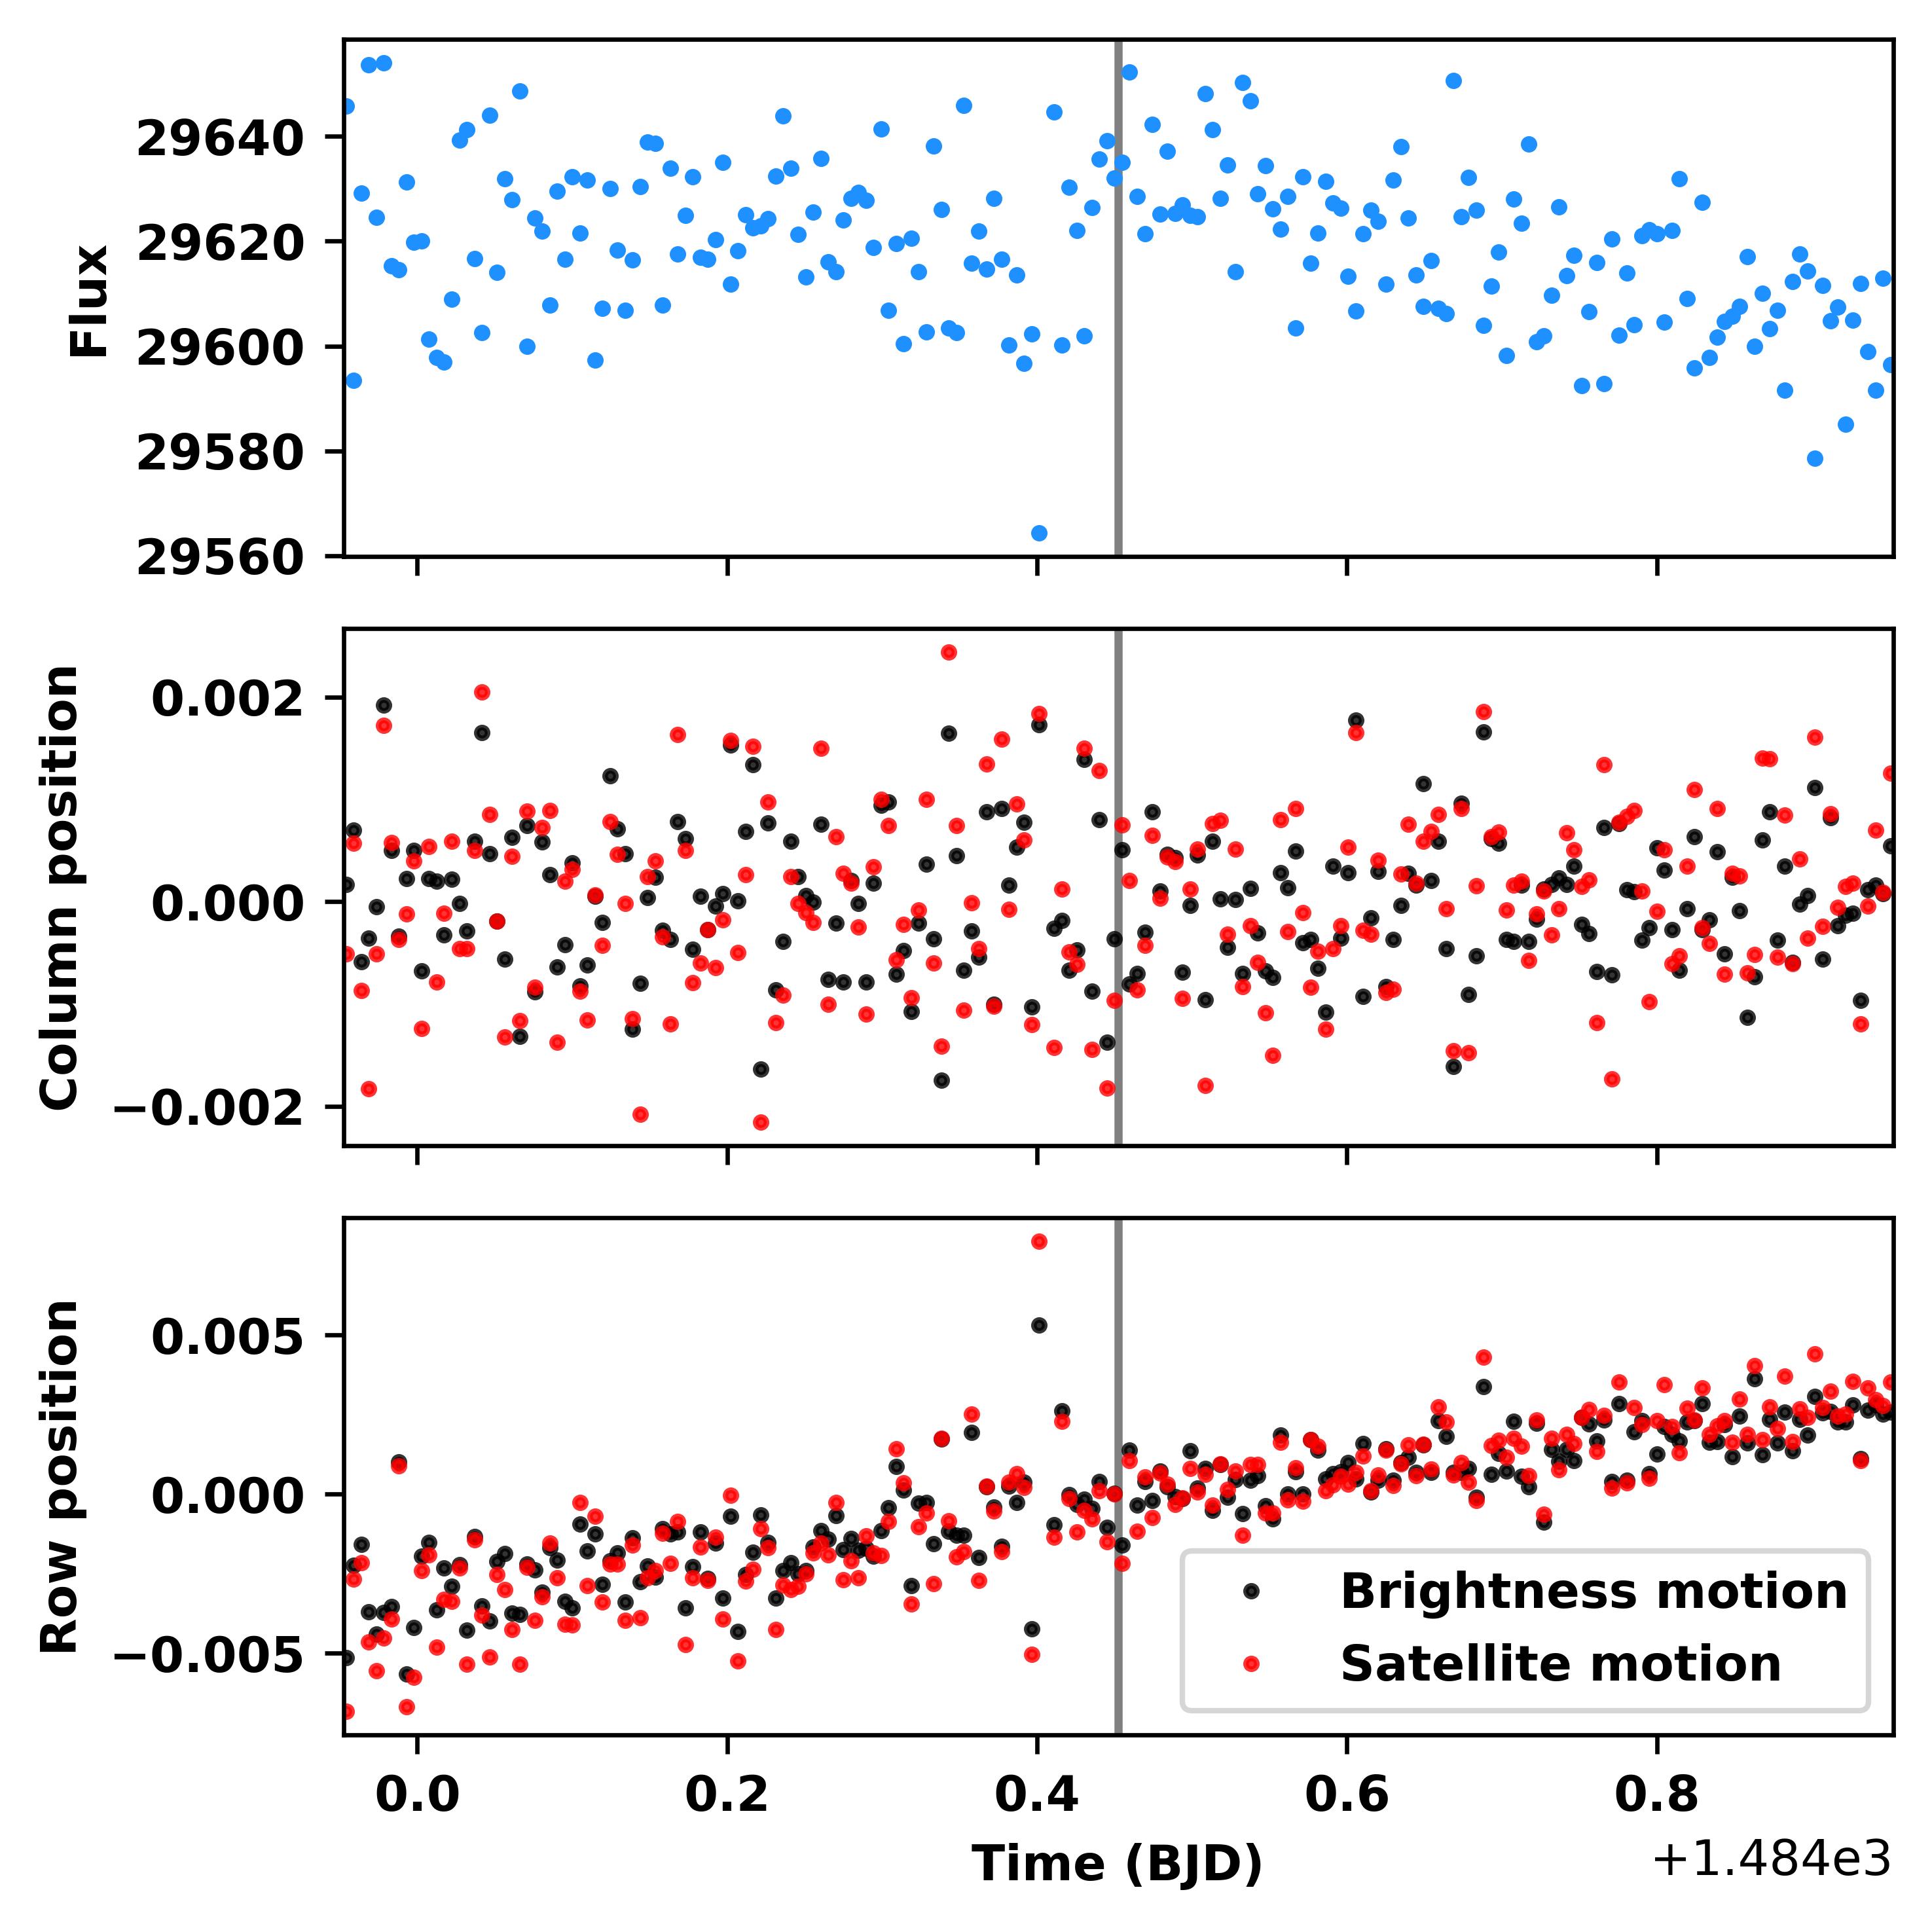 Flux
29640
29620
29600
29580
29560
Column position
0.002
0.000
−0.002
Row position
0.005
0.000
−0.005
Brightness motion
Satellite motion
0.0 0.2 0.4 0.6 0.8
Time (BJD)
+1.484e3